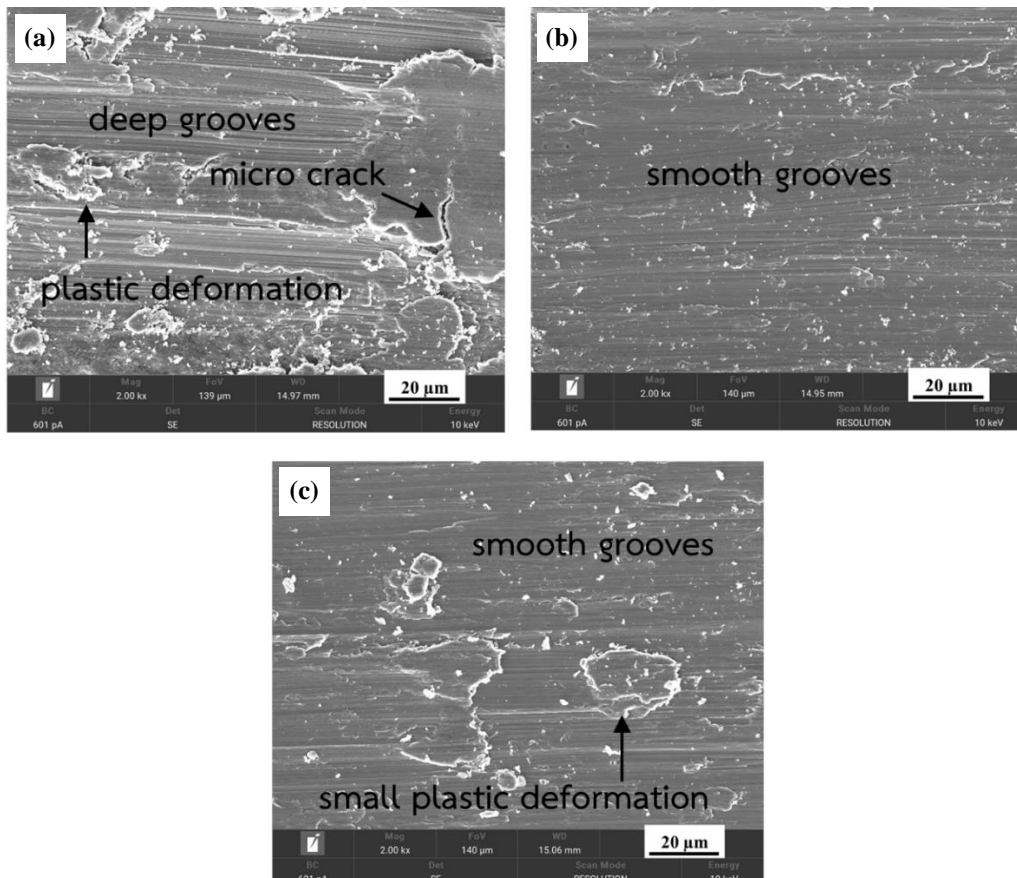 (a)
deep grooves
micro crack
plastic deformation
Mag FoV WD
2.00 kx 139 µm 14.97 mm
20 µm
BC Det Scan Mode Energy
601 pA SE RESOLUTION 10 keV
(b)
smooth grooves
Mag FoV WD
2.00 kx 140 µm 14.95 mm
20 µm
BC Det Scan Mode Energy
601 pA SE RESOLUTION 10 keV
(c)
smooth grooves
small plastic deformation
Mag FoV WD
2.00 kx 140 µm 15.06 mm
20 µm
BC Det Scan Mode Energy
601 pA SE RESOLUTION 10 keV